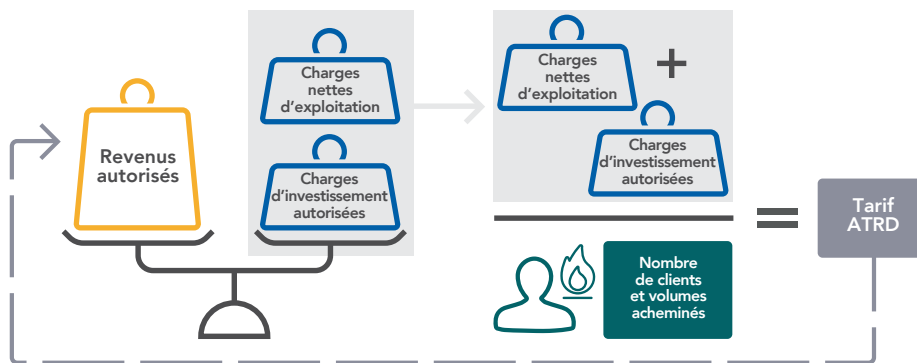 Revenus
autorisés
Charges
nettes
d'exploitation
Charges
d'investissement
autorisées
Charges
nettes
d'exploitation
+
Charges
d'investissement
autorisées
=
Tarif
ATRD
Nombre
de clients
et volumes
acheminés